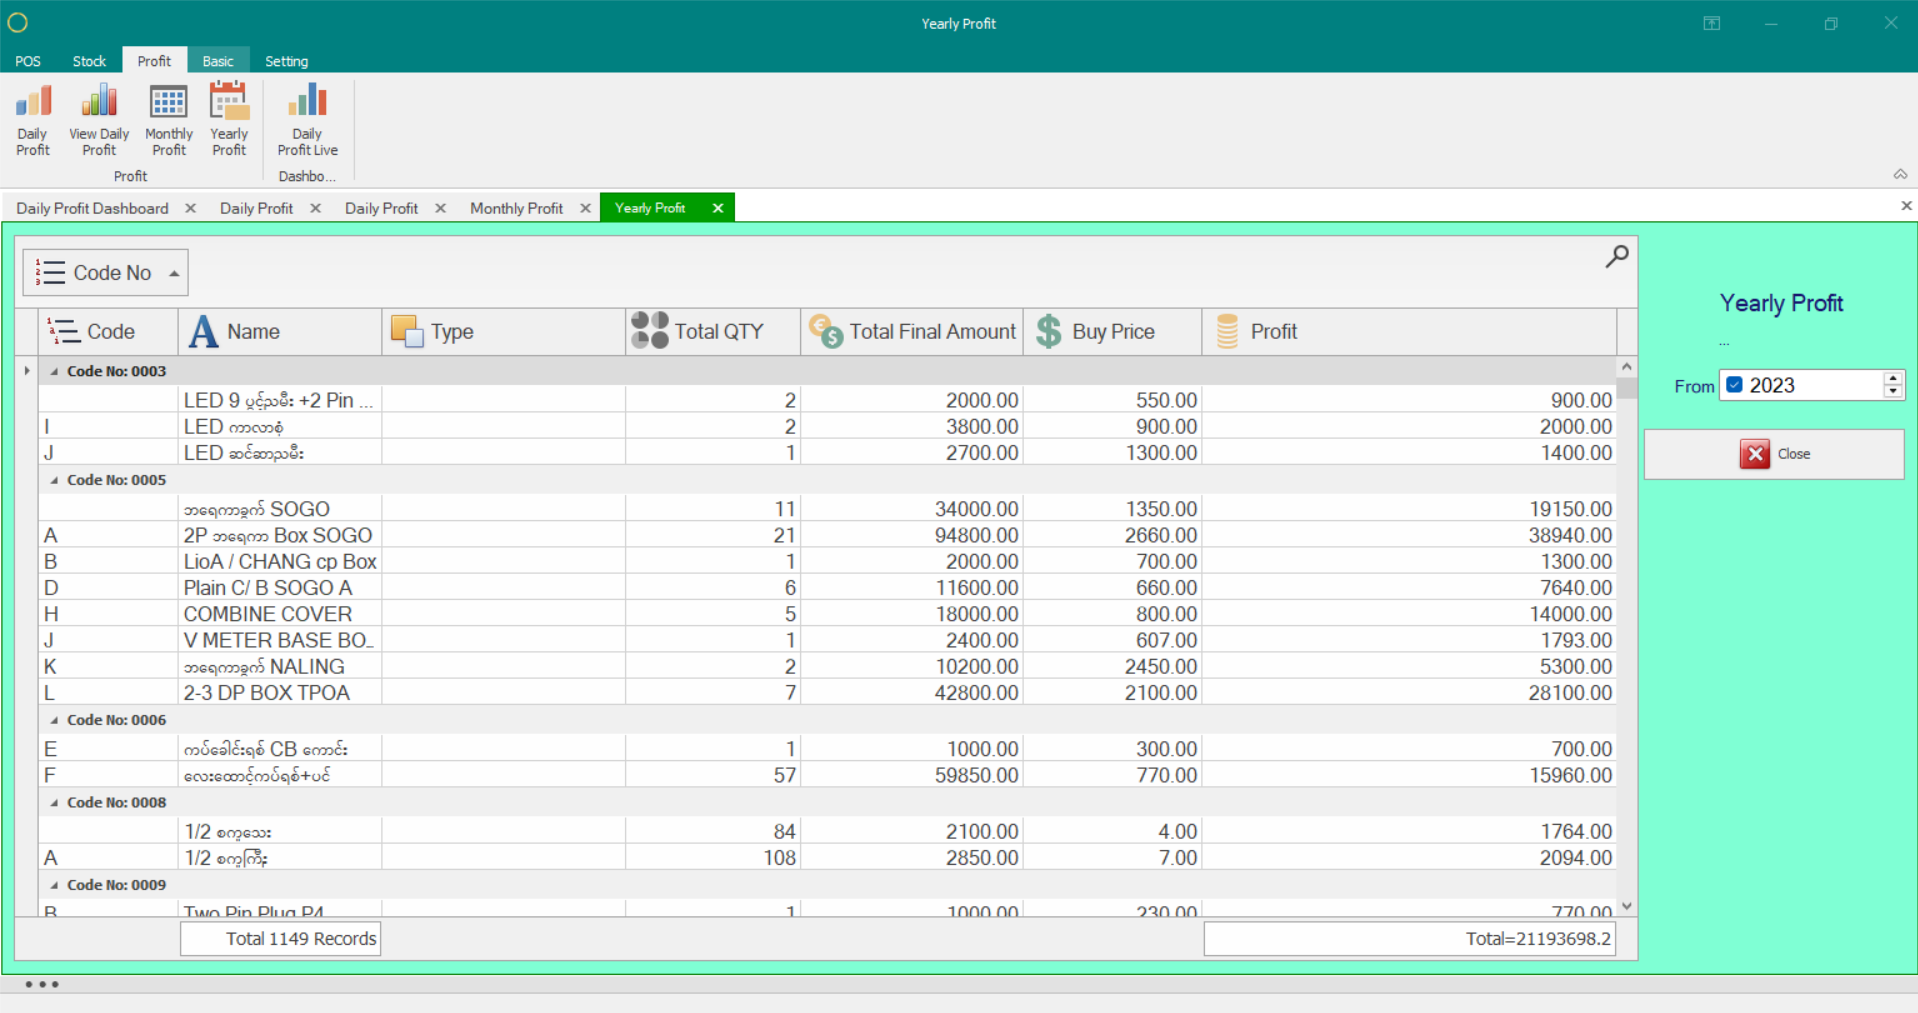 Yearly Profit
POS Stock Profit Basic Setting
Daily Profit View Daily Profit Monthly Profit Yearly Profit Daily Profit Live
Profit Dashbo...
Daily Profit Dashboard Daily Profit Daily Profit Monthly Profit Yearly Profit
Code No
Code Name Type Total QTY Total Final Amount Buy Price Profit
Code No: 0003
LED 9 ပွင့်ညမီး +2 Pin ... 2 2000.00 550.00 900.00
I LED ကာလာစုံ 2 3800.00 900.00 2000.00
J LED ဆင်ဆာညမီး 1 2700.00 1300.00 1400.00
Code No: 0005
ဘရေကာခွက် SOGO 11 34000.00 1350.00 19150.00
A 2P ဘရေကာ Box SOGO 21 94800.00 2660.00 38940.00
B LioA / CHANG cp Box 1 2000.00 700.00 1300.00
D Plain C/ B SOGO A 6 11600.00 660.00 7640.00
H COMBINE COVER 5 18000.00 800.00 14000.00
J V METER BASE BO... 1 2400.00 607.00 1793.00
K ဘရေကာခွက် NALING 2 10200.00 2450.00 5300.00
L 2-3 DP BOX TPOA 7 42800.00 2100.00 28100.00
Code No: 0006
E ကပ်ခေါင်းရစ် CB ကောင်း 1 1000.00 300.00 700.00
F လေးထောင့်ကပ်ရစ်+ပင် 57 59850.00 770.00 15960.00
Code No: 0008
1/2 စကူသေး 84 2100.00 4.00 1764.00
A 1/2 စကူကြီး 108 2850.00 7.00 2094.00
Code No: 0009
B Two Pin Plug P4 1 1000.00 230.00 770.00
Total 1149 Records Total=21193698.2
Yearly Profit
...
From 2023
Close